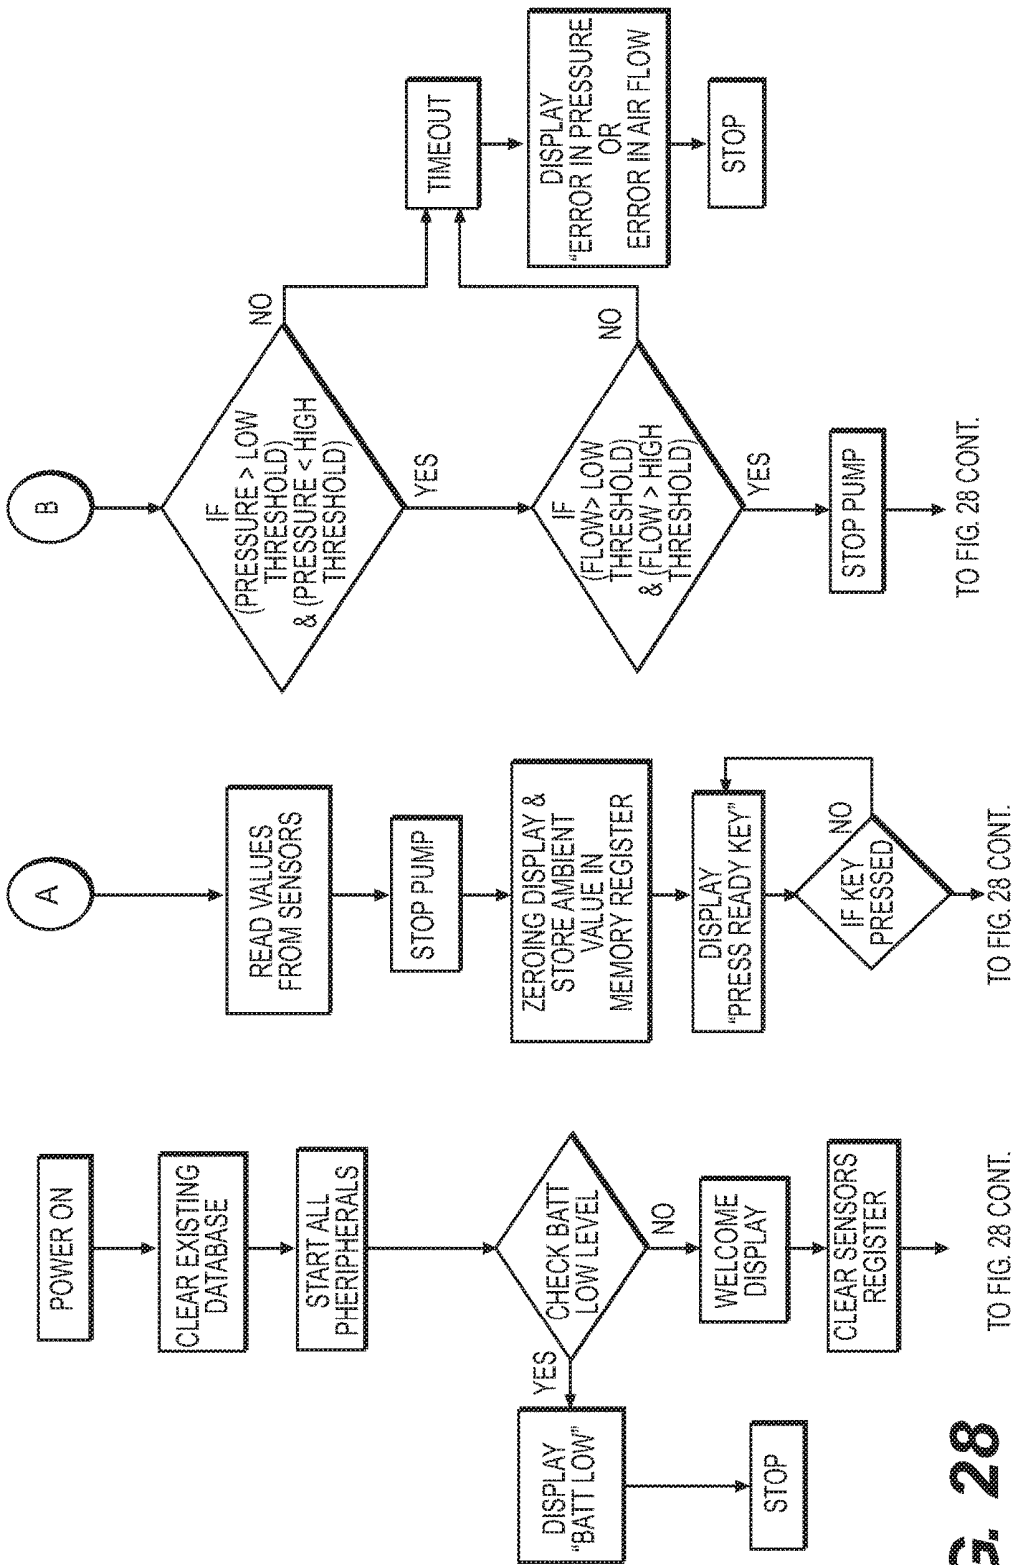 POWER ON
CLEAR EXISTING
DATABASE
START ALL
PHERIPHERALS
CHECK BATT
LOW LEVEL
YES
NO
DISPLAY
"BATT LOW"
STOP
WELCOME
DISPLAY
CLEAR SENSORS
REGISTER
TO FIG. 28 CONT.
A
READ VALUES
FROM SENSORS
STOP PUMP
ZEROING DISPLAY &
STORE AMBIENT
VALUE IN
MEMORY REGISTER
DISPLAY
"PRESS READY KEY"
IF KEY
PRESSED
NO
TO FIG. 28 CONT.
B
IF
(PRESSURE > LOW
THRESHOLD)
& (PRESSURE < HIGH
THRESHOLD)
NO
YES
TIMEOUT
DISPLAY
"ERROR IN PRESSURE
OR
ERROR IN AIR FLOW
STOP
IF
(FLOW> LOW
THRESHOLD)
& (FLOW > HIGH
THRESHOLD)
NO
YES
STOP PUMP
TO FIG. 28 CONT.
G. 28